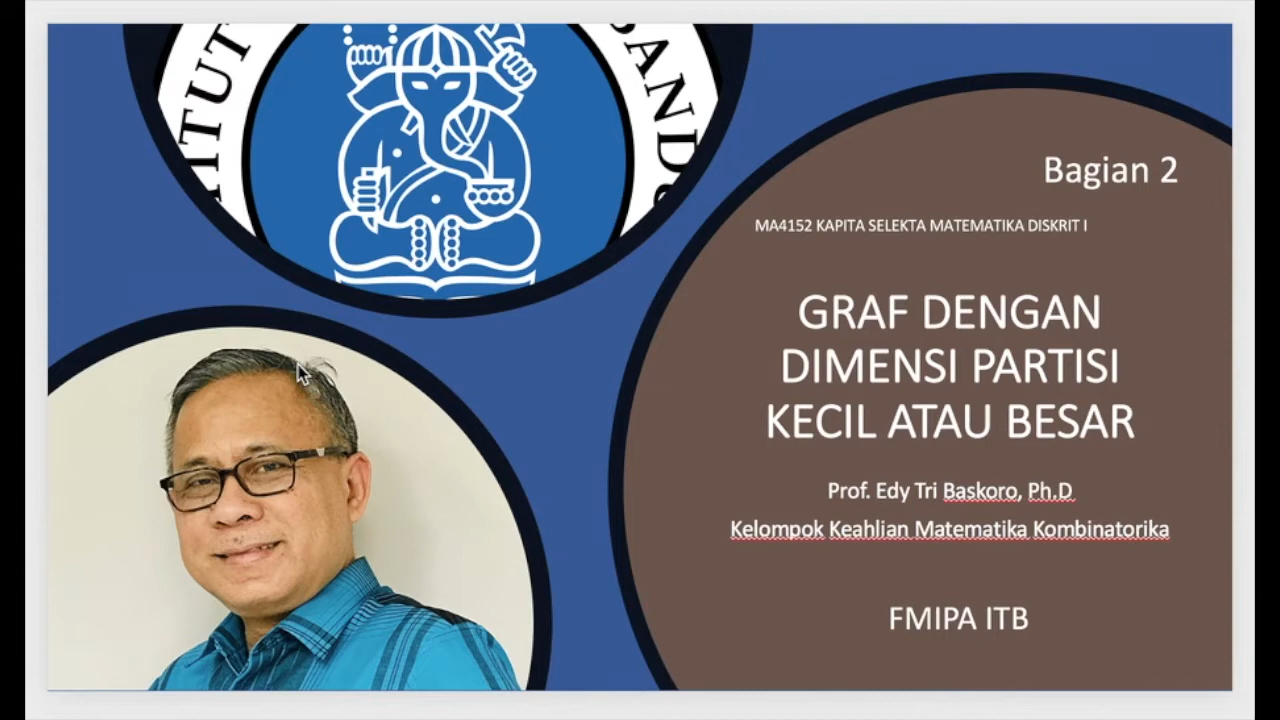 Bagian 2
MA4152 KAPITA SELEKTA MATEMATIKA DISKRIT I
GRAF DENGAN
DIMENSI PARTISI
KECIL ATAU BESAR
Prof. Edy Tri Baskoro, Ph.D
Kelompok Keahlian Matematika Kombinatorika
FMIPA ITB